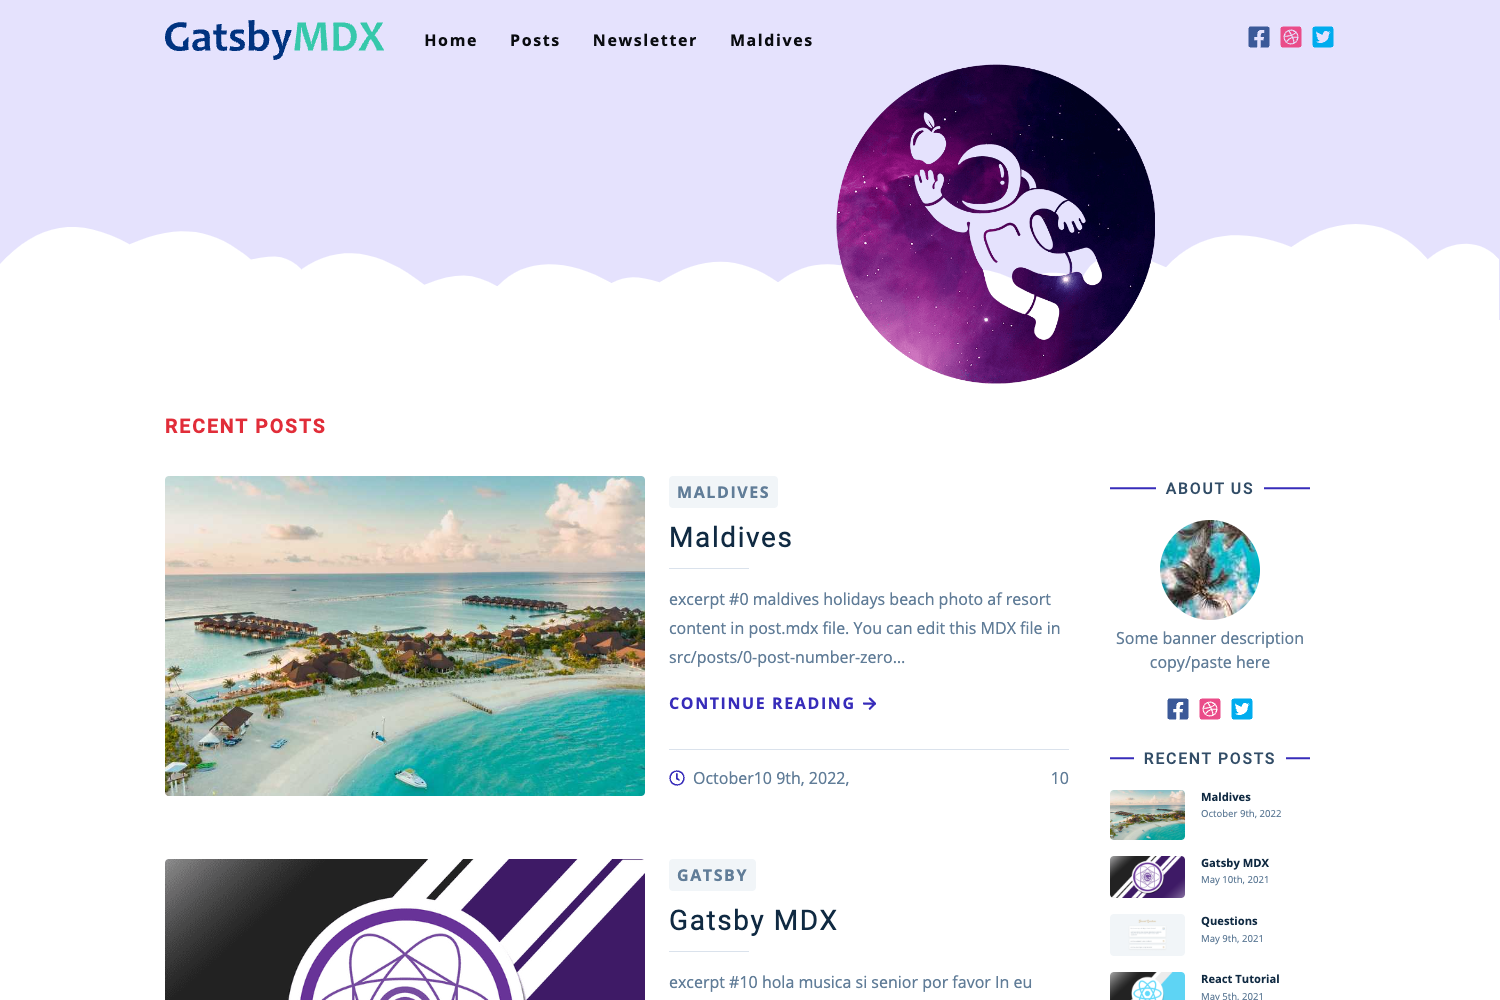 GatsbyMDX
Home Posts Newsletter Maldives
RECENT POSTS
MALDIVES
Maldives
excerpt #0 maldives holidays beach photo af resort
content in post.mdx file. You can edit this MDX file in
src/posts/0-post-number-zero...
CONTINUE READING
October10 9th, 2022, 10
GATSBY
Gatsby MDX
excerpt #10 hola musica si senior por favor In eu
ABOUT US
Some banner description
copy/paste here
RECENT POSTS
Maldives
October 9th, 2022
Gatsby MDX
May 10th, 2021
Questions
May 9th, 2021
React Tutorial
May 5th, 2021